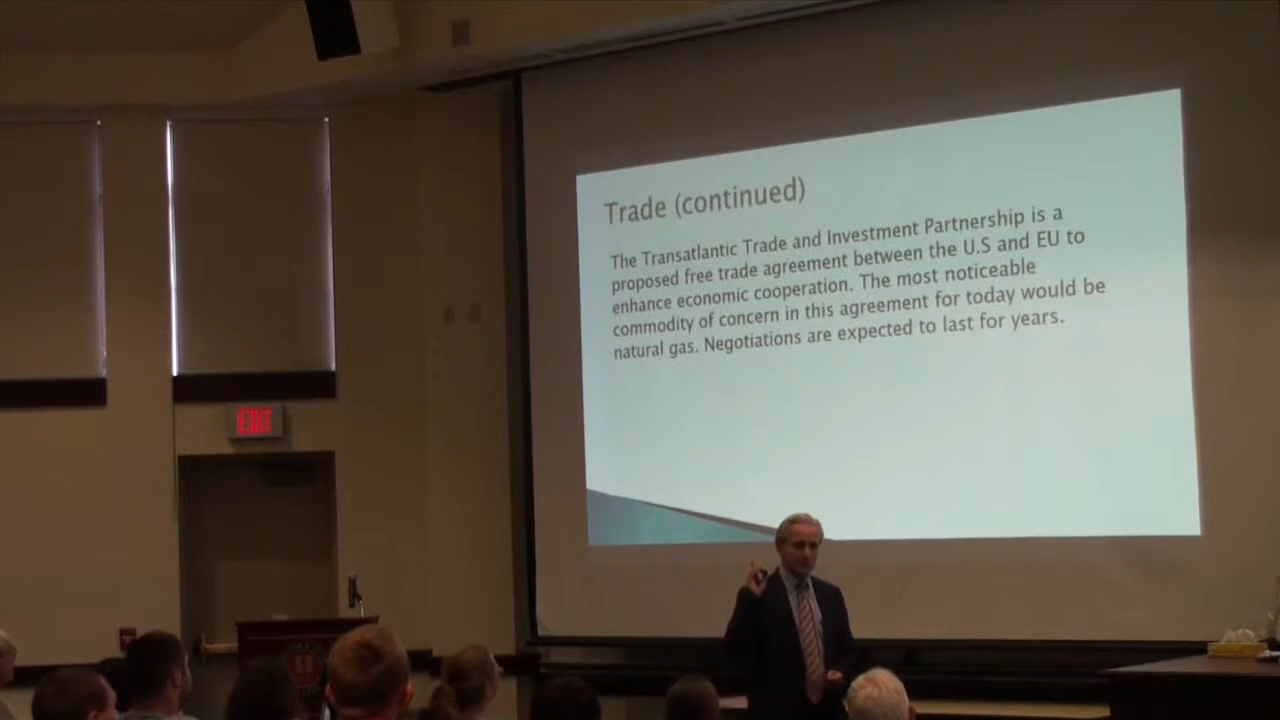 Trade (continued)
The Transatlantic Trade and Investment Partnership is a
proposed free trade agreement between the U.S and EU to
enhance economic cooperation. The most noticeable
commodity of concern in this agreement for today would be
natural gas. Negotiations are expected to last for years.
EXIT